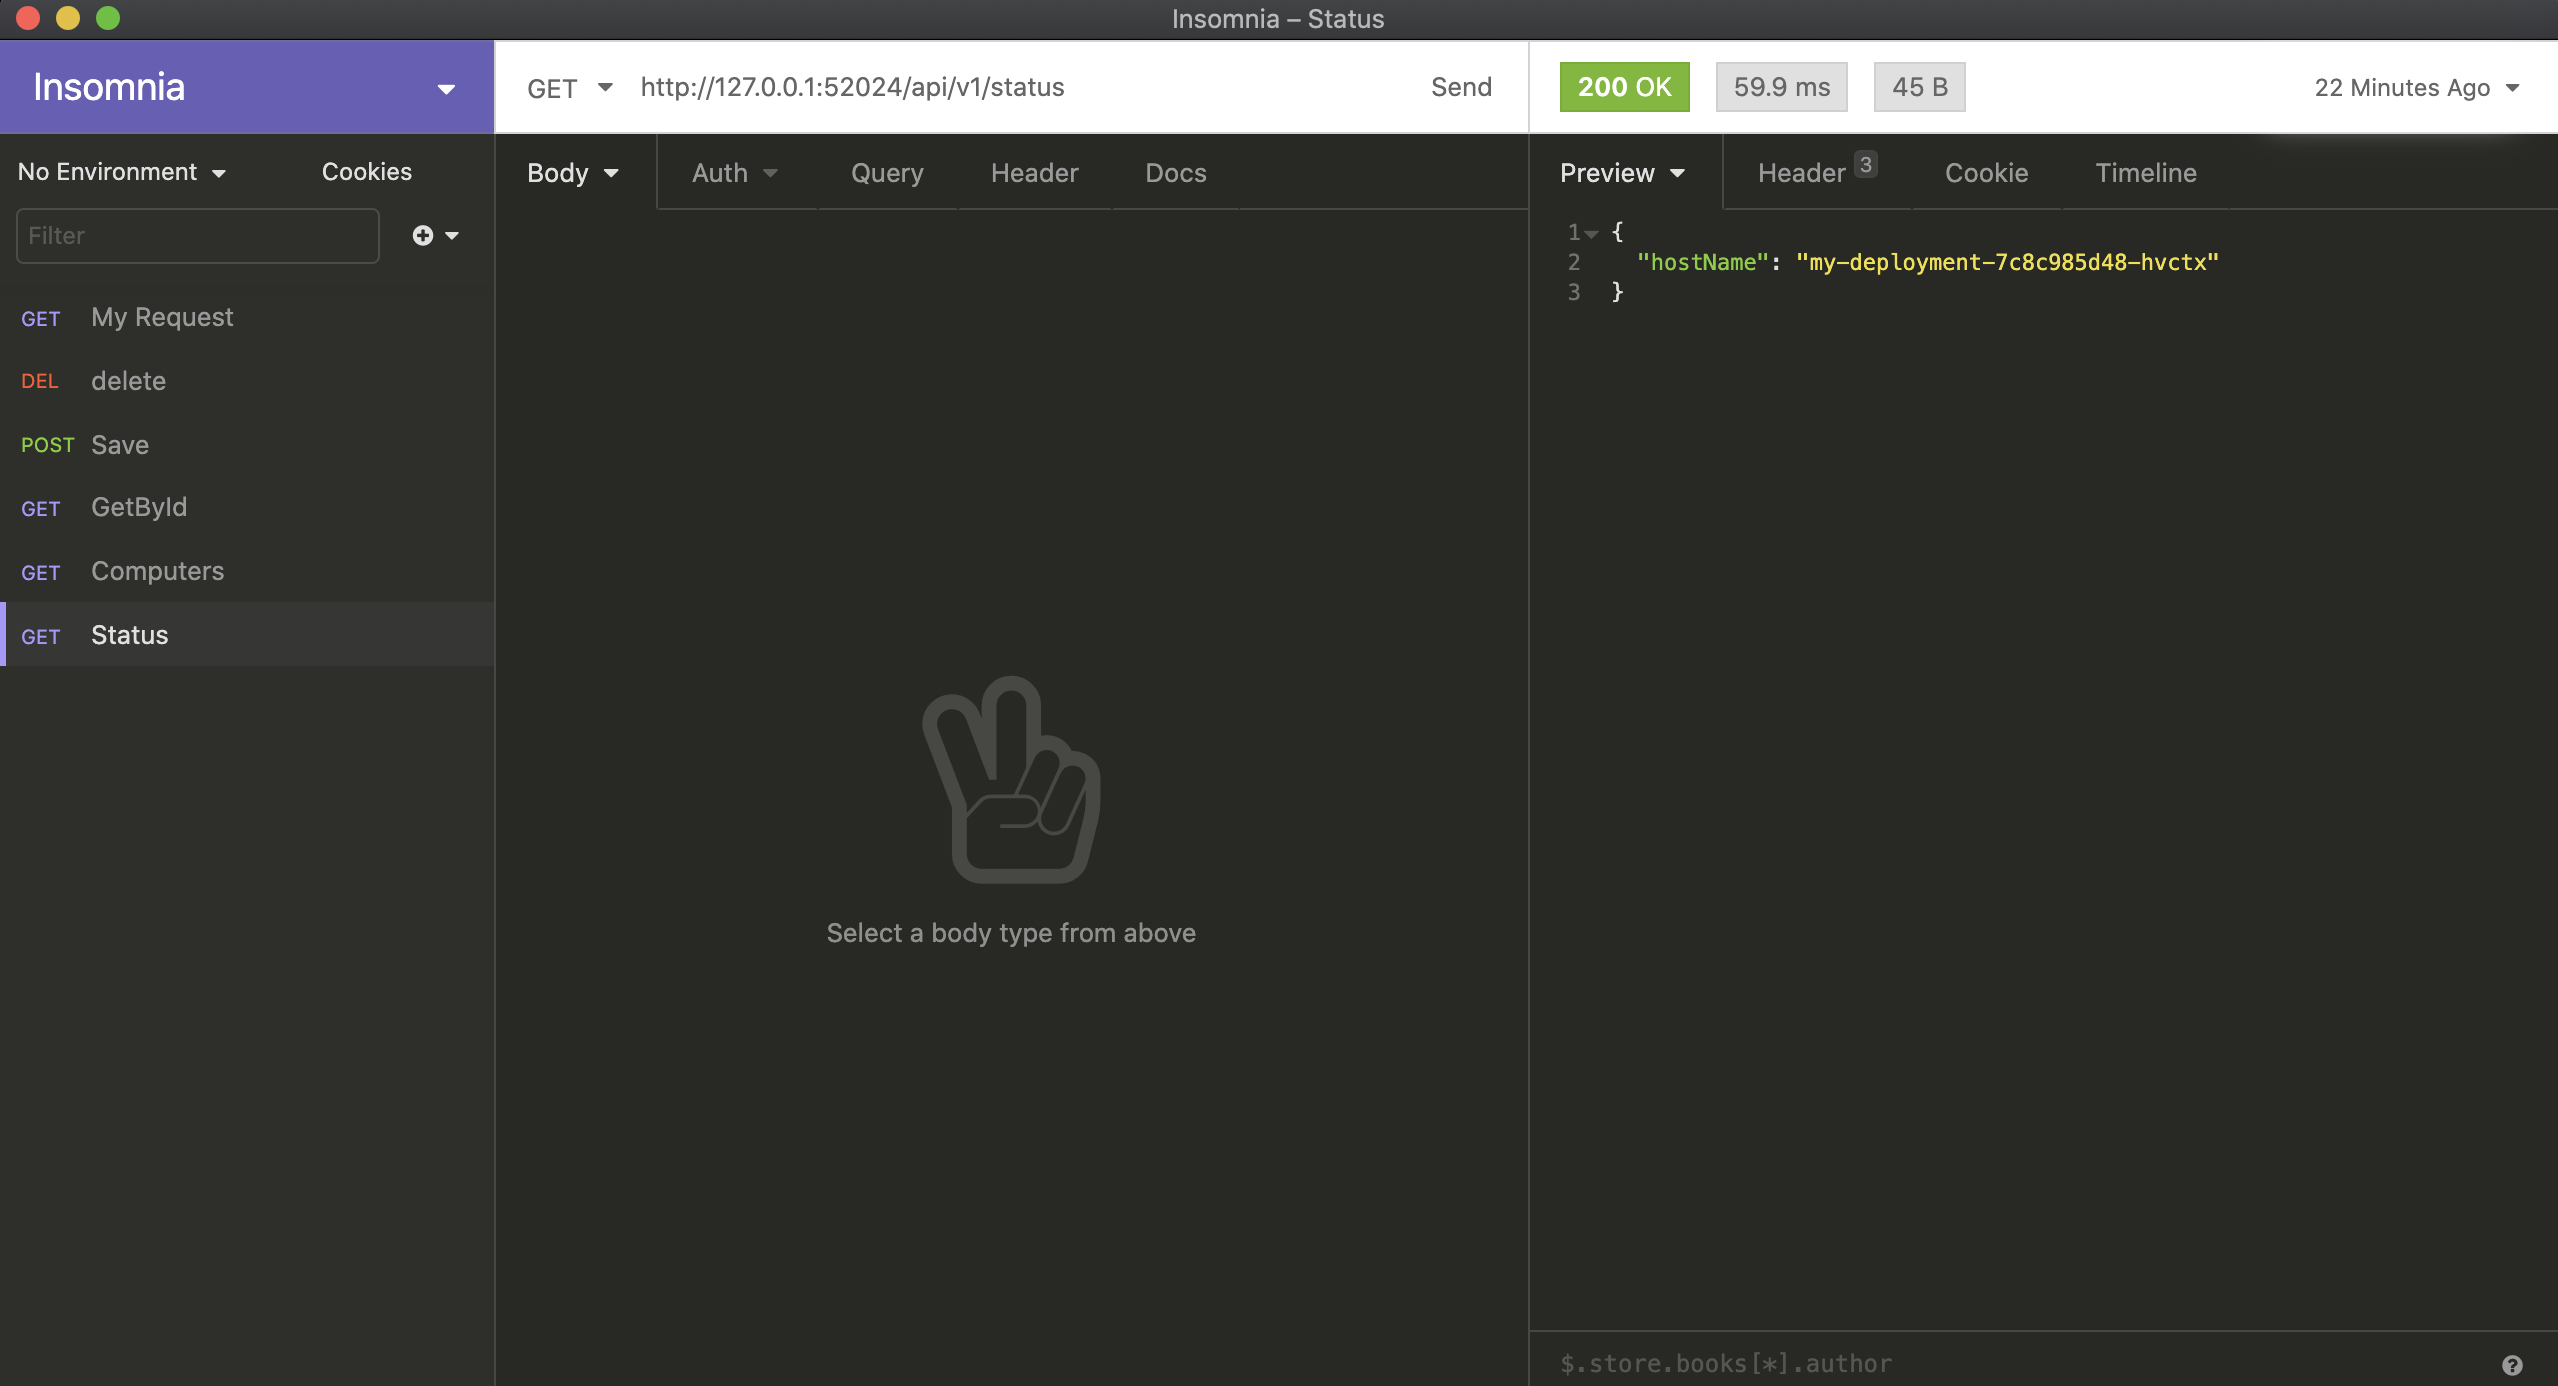 Insomnia – Status
Insomnia
GET http://127.0.0.1:52024/api/v1/status Send
200 OK 59.9 ms 45 B 22 Minutes Ago
No Environment Cookies
Body Auth Query Header Docs
Preview Header 3 Cookie Timeline
Filter
GET My Request
DEL delete
POST Save
GET GetById
GET Computers
GET Status
Select a body type from above
1 {
2 "hostName": "my-deployment-7c8c985d48-hvctx"
3 }
$.store.books[*].author